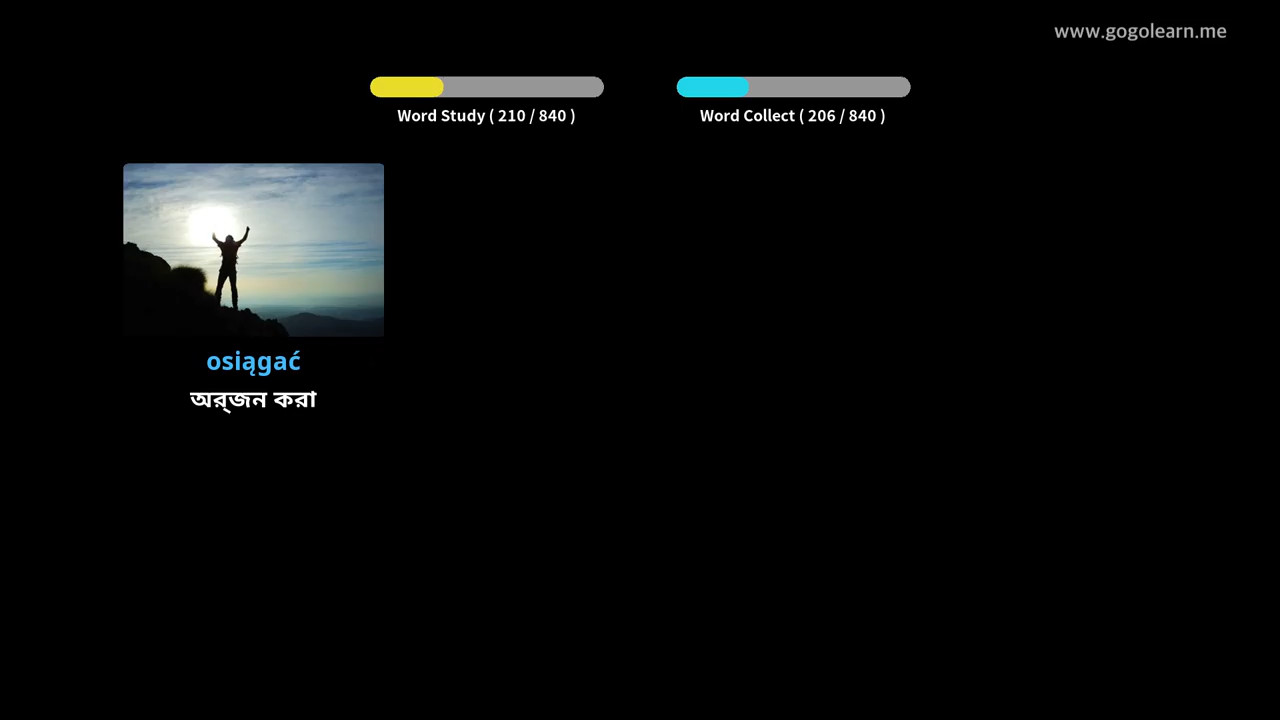 www.gogolearn.me
Word Study ( 210 / 840 )
Word Collect ( 206 / 840 )
osiągać
অর্জন করা